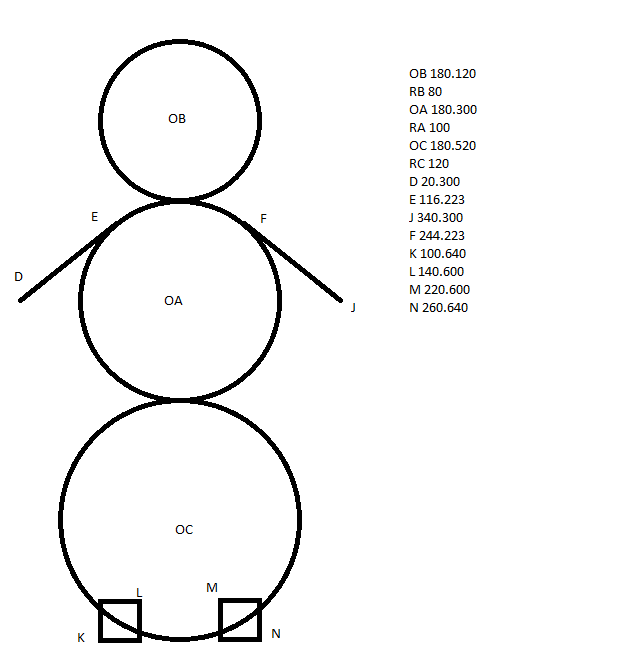 OB
OB 180.120
RB 80
OA 180.300
RA 100
OC 180.520
RC 120
D 20.300
E 116.223
J 340.300
F 244.223
K 100.640
L 140.600
M 220.600
N 260.640
E
F
D
OA
J
OC
L
M
K
N